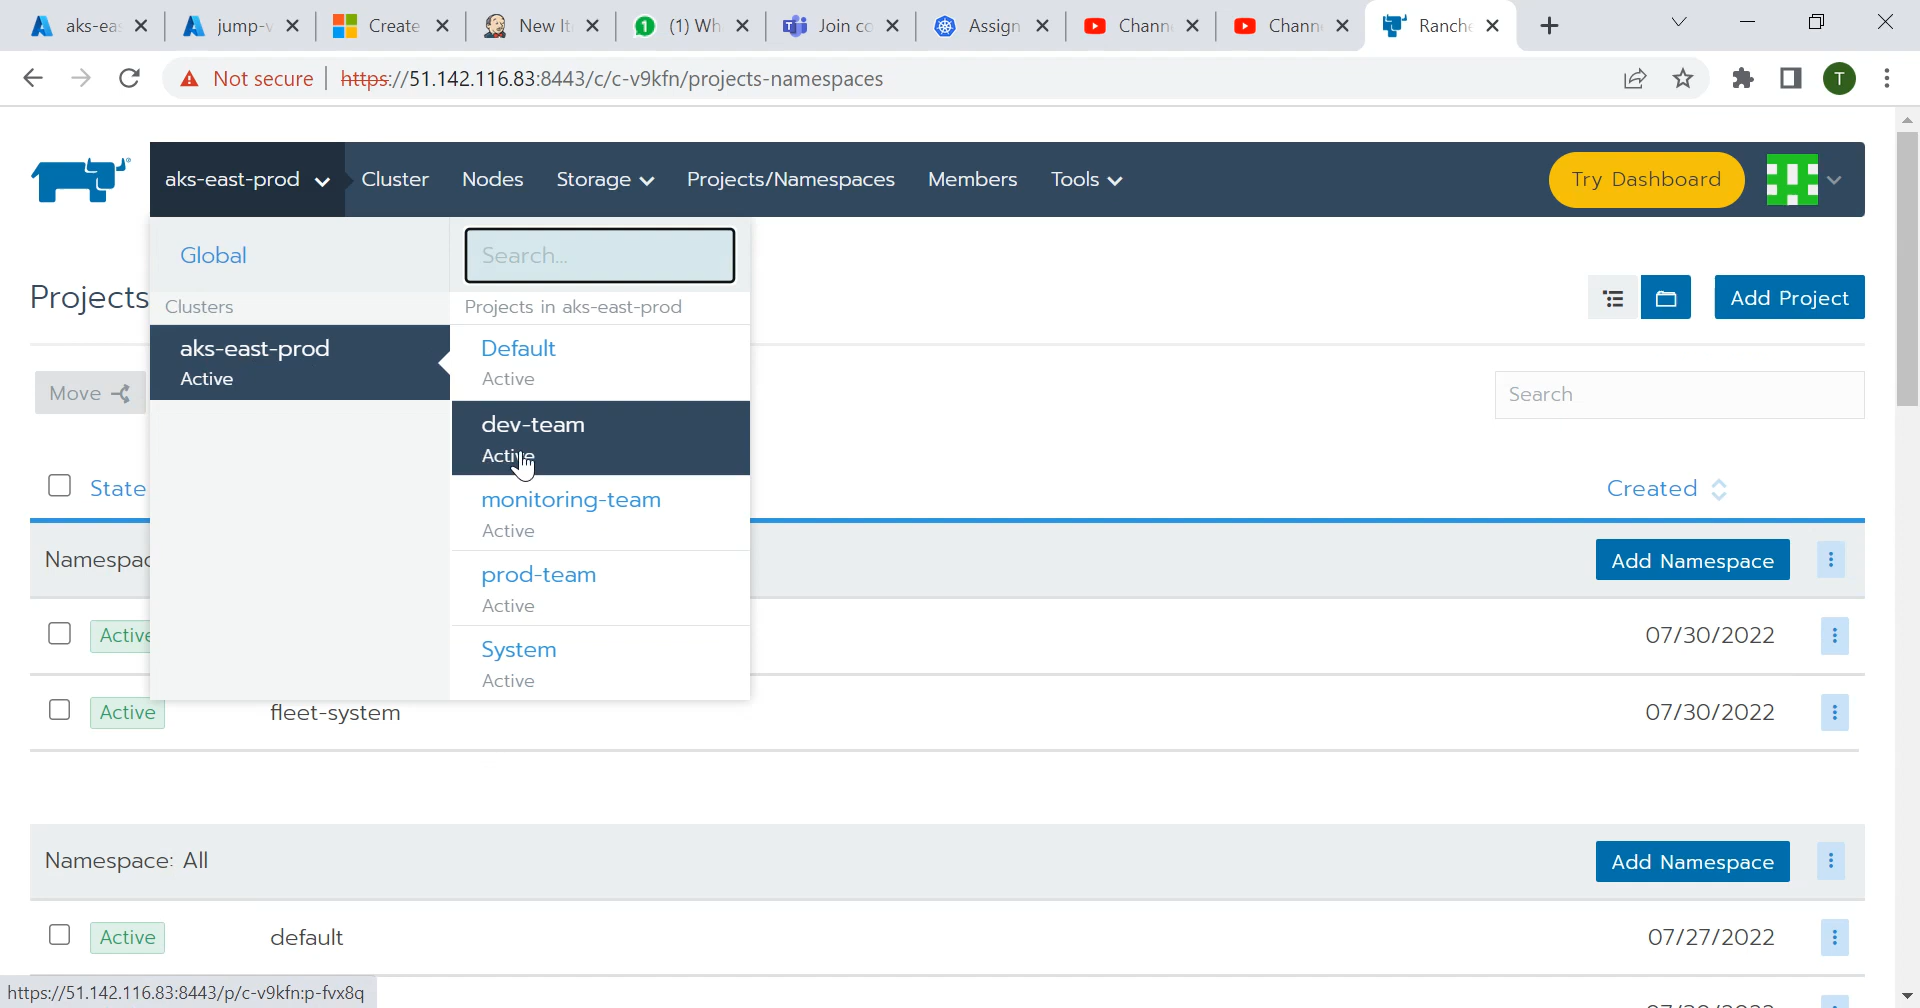 aks-eas jump-v Create New It (1) Wh Join co Assign Chann Chann Ranche
Not secure https://51.142.116.83:8443/c/c-v9kfn/projects-namespaces T
aks-east-prod Cluster Nodes Storage Projects/Namespaces Members Tools Try Dashboard
Global Search...
Projects Add Project
Clusters Projects in aks-east-prod
aks-east-prod Default
Active Active
Move Search
dev-team
Active
State Created
monitoring-team
Active
Namespac Add Namespace
prod-team
Active
Active 07/30/2022
System
Active
Active fleet-system 07/30/2022
Namespace: All Add Namespace
Active default 07/27/2022
https://51.142.116.83:8443/p/c-v9kfn:p-fvx8q